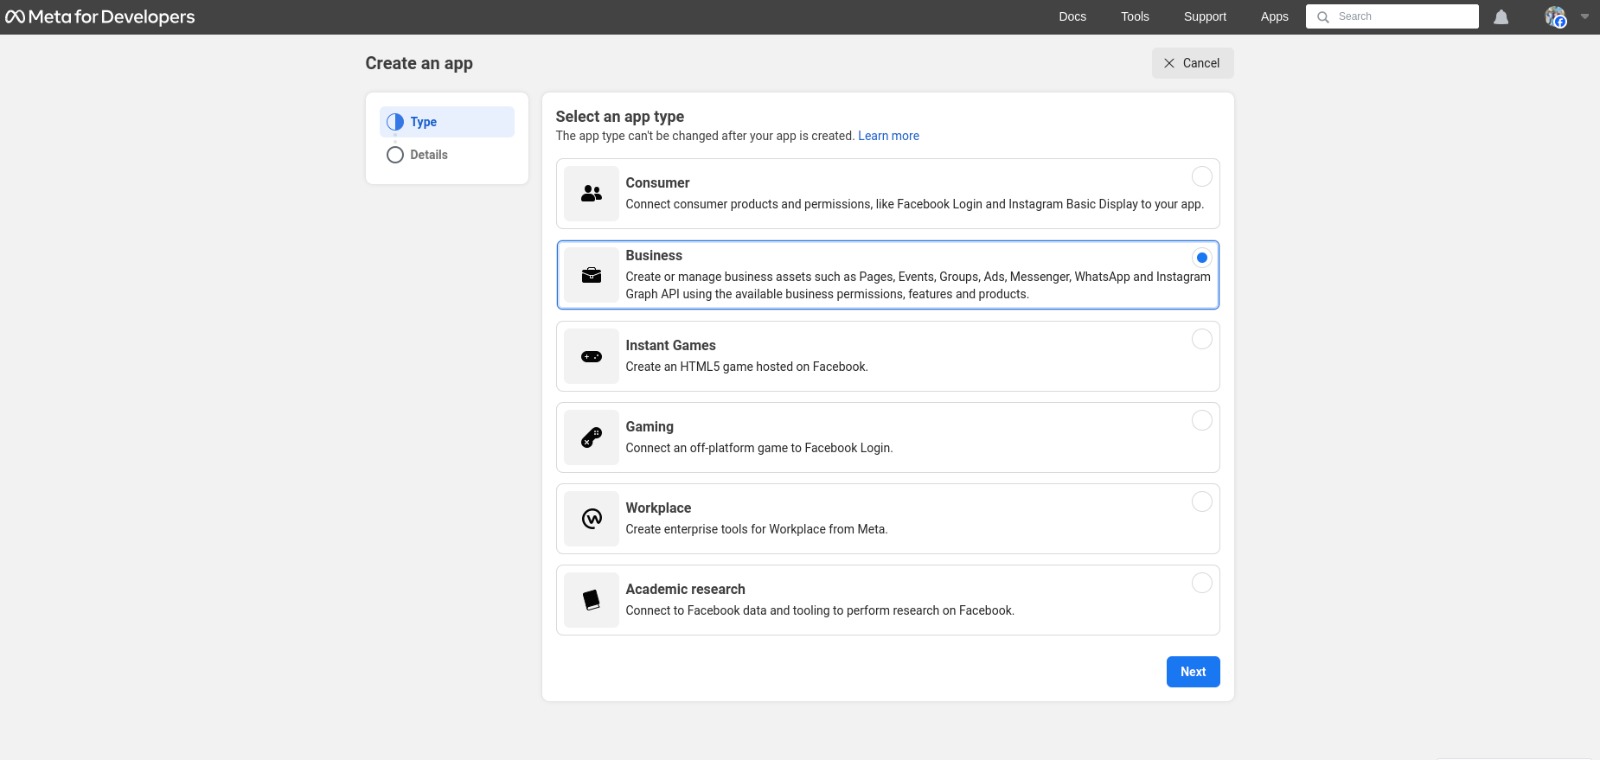 Meta for Developers
Docs
Tools
Support
Apps
Search
Create an app
Cancel
Type
Details
Select an app type
The app type can't be changed after your app is created. Learn more
Consumer
Connect consumer products and permissions, like Facebook Login and Instagram Basic Display to your app.
Business
Create or manage business assets such as Pages, Events, Groups, Ads, Messenger, WhatsApp and Instagram
Graph API using the available business permissions, features and products.
Instant Games
Create an HTML5 game hosted on Facebook.
Gaming
Connect an off-platform game to Facebook Login.
Workplace
Create enterprise tools for Workplace from Meta.
Academic research
Connect to Facebook data and tooling to perform research on Facebook.
Next